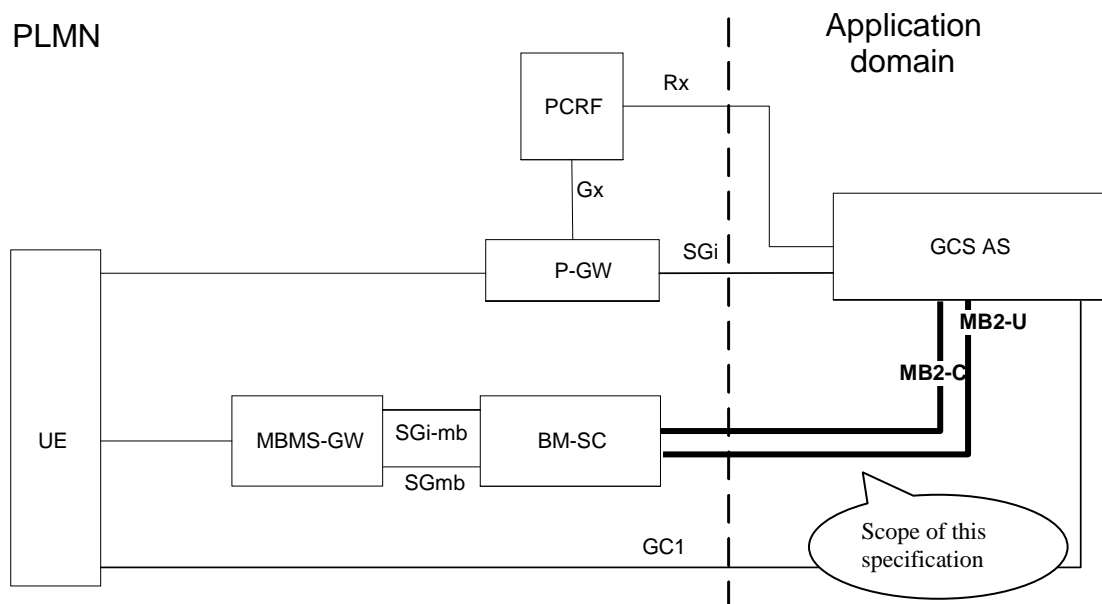 PLMN
Application
domain
Rx
PCRF
Gx
GCS AS
SGi
P-GW
MB2-U
MB2-C
UE
MBMS-GW
SGi-mb
BM-SC
SGmb
Scope of this
specification
GC1